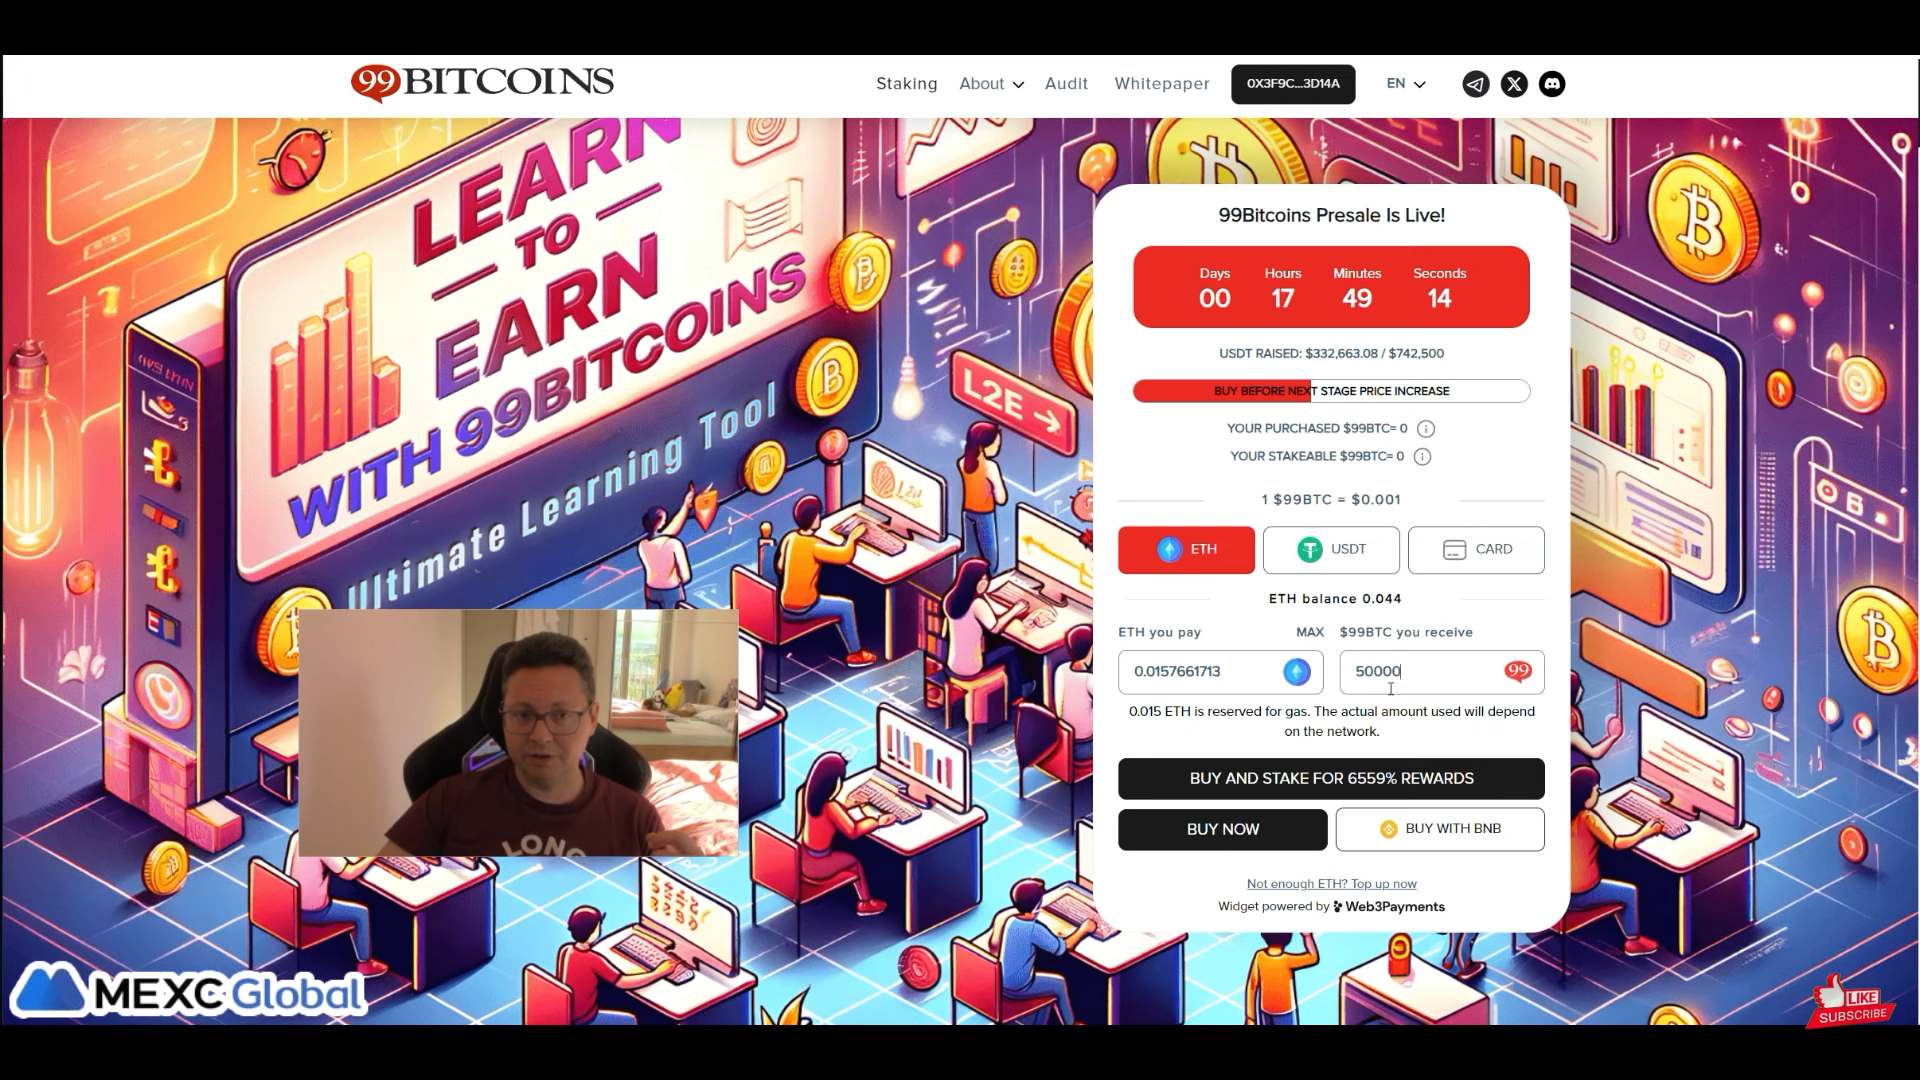 99BITCOINS
Staking About Audit Whitepaper 0X3F9C...3D14A EN
LEARN
TO
EARN
WITH 99BITCOINS
Ultimate Learning Tool
L2E
99Bitcoins Presale Is Live!
Days Hours Minutes Seconds
00 17 49 14
USDT RAISED: $332,663.08 / $742,500
BUY BEFORE NEXT STAGE PRICE INCREASE
YOUR PURCHASED $99BTC= 0
YOUR STAKEABLE $99BTC= 0
1 $99BTC = $0.001
ETH USDT CARD
ETH balance 0.044
ETH you pay MAX $99BTC you receive
0.0157661713 50000 99
0.015 ETH is reserved for gas. The actual amount used will depend
on the network.
BUY AND STAKE FOR 6559% REWARDS
BUY NOW BUY WITH BNB
Not enough ETH? Top up now
Widget powered by Web3Payments
LONG
MEXC Global
LIKE
SUBSCRIBE